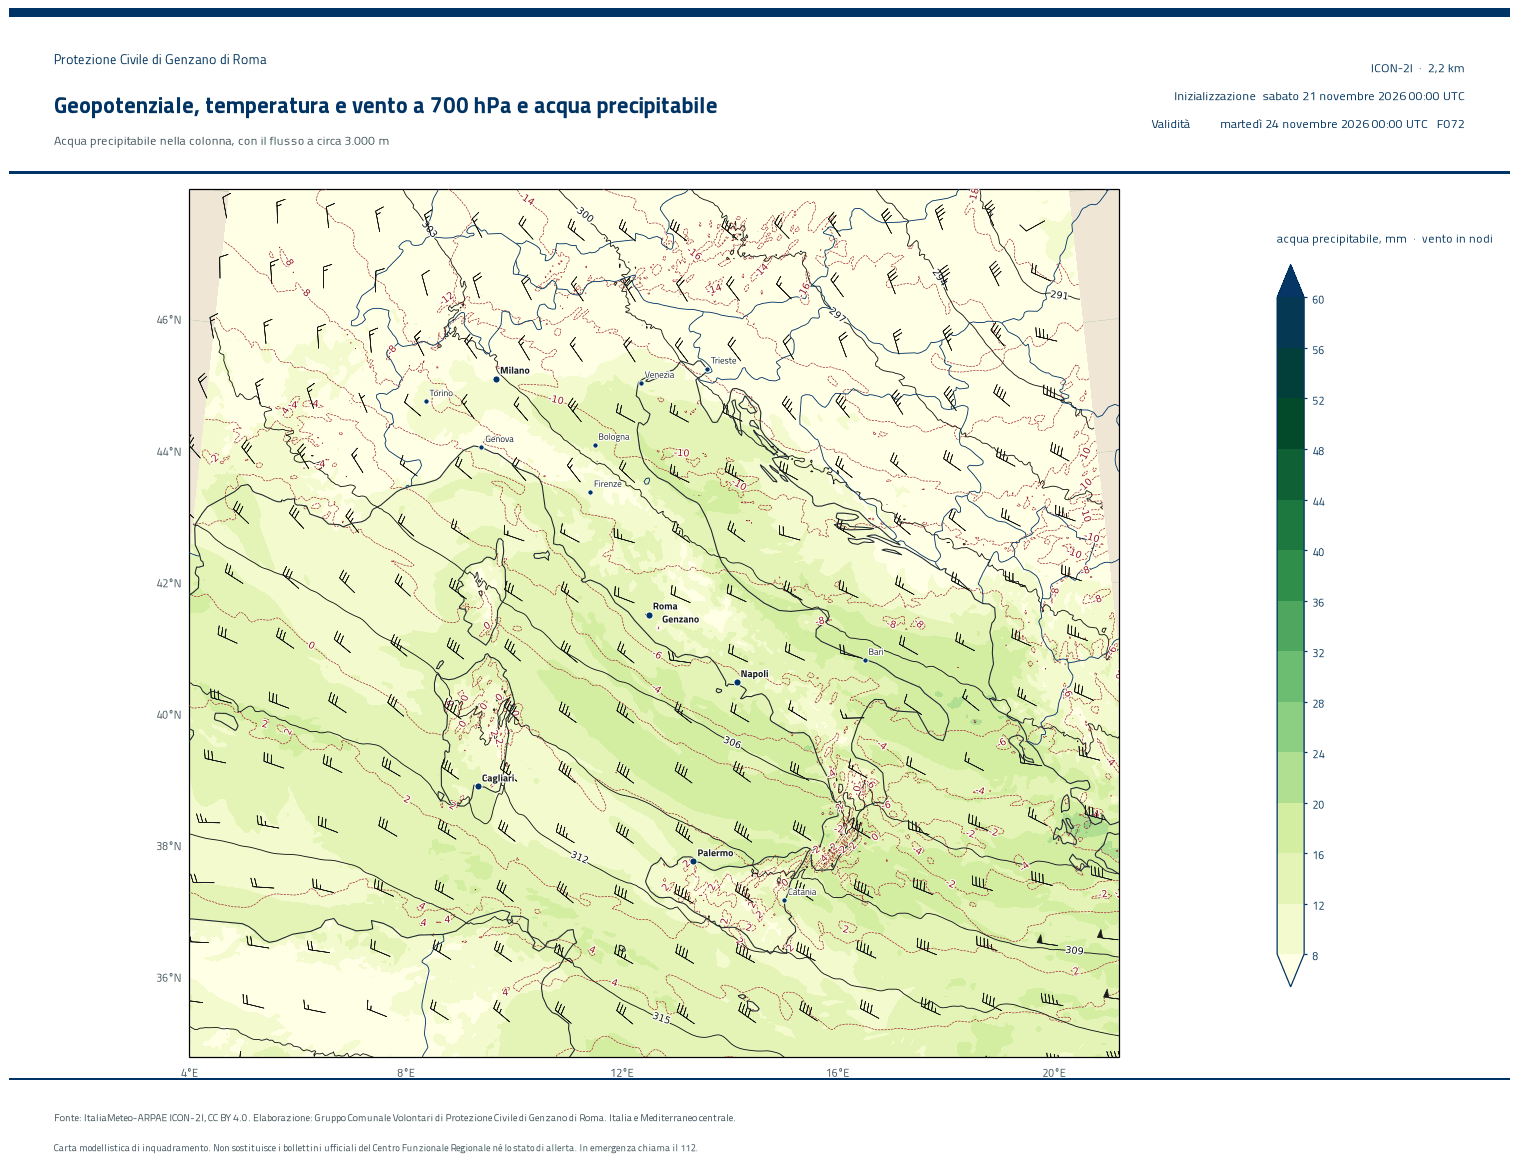 Protezione Civile di Genzano di Roma
Geopotenziale, temperatura e vento a 700 hPa e acqua precipitabile
Acqua precipitabile nella colonna, con il flusso a circa 3.000 m
ICON-2I · 2,2 km
Inizializzazione sabato 21 novembre 2026 00:00 UTC
Validità martedì 24 novembre 2026 00:00 UTC F072
acqua precipitabile, mm · vento in nodi
60
56
52
48
44
40
36
32
28
24
20
16
12
8
46°N
44°N
42°N
40°N
38°N
36°N
4°E
8°E
12°E
16°E
20°E
Milano
Torino
Venezia
Trieste
Genova
Bologna
Firenze
Roma
Genzano
Napoli
Bari
Cagliari
Palermo
Catania
303
300
297
291
306
312
309
315
Fonte: ItaliaMeteo-ARPAE ICON-2I, CC BY 4.0. Elaborazione: Gruppo Comunale Volontari di Protezione Civile di Genzano di Roma. Italia e Mediterraneo centrale.
Carta modellistica di inquadramento. Non sostituisce i bollettini ufficiali del Centro Funzionale Regionale né lo stato di allerta. In emergenza chiama il 112.